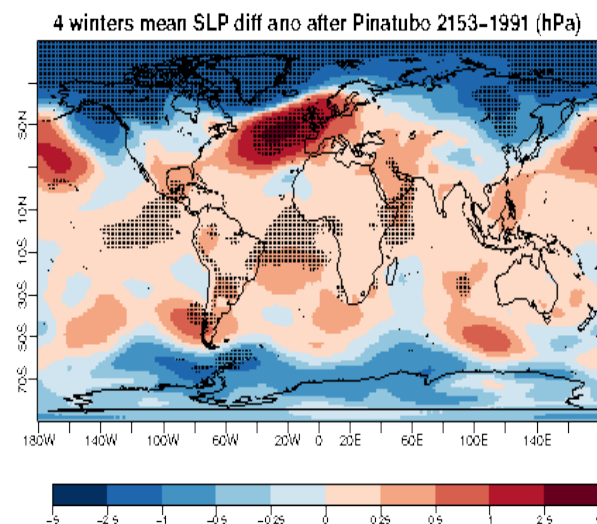 4 winters mean SLP diff ano after Pinatubo 2153-1991 (hPa)
50N
10N
10S
30S
50S
70S
180W 140W 100W 60W 20W 0 20E 60E 100E 140E
-5 -2.5 -1 -0.5 -0.25 0 0.25 0.5 1 2.5 5